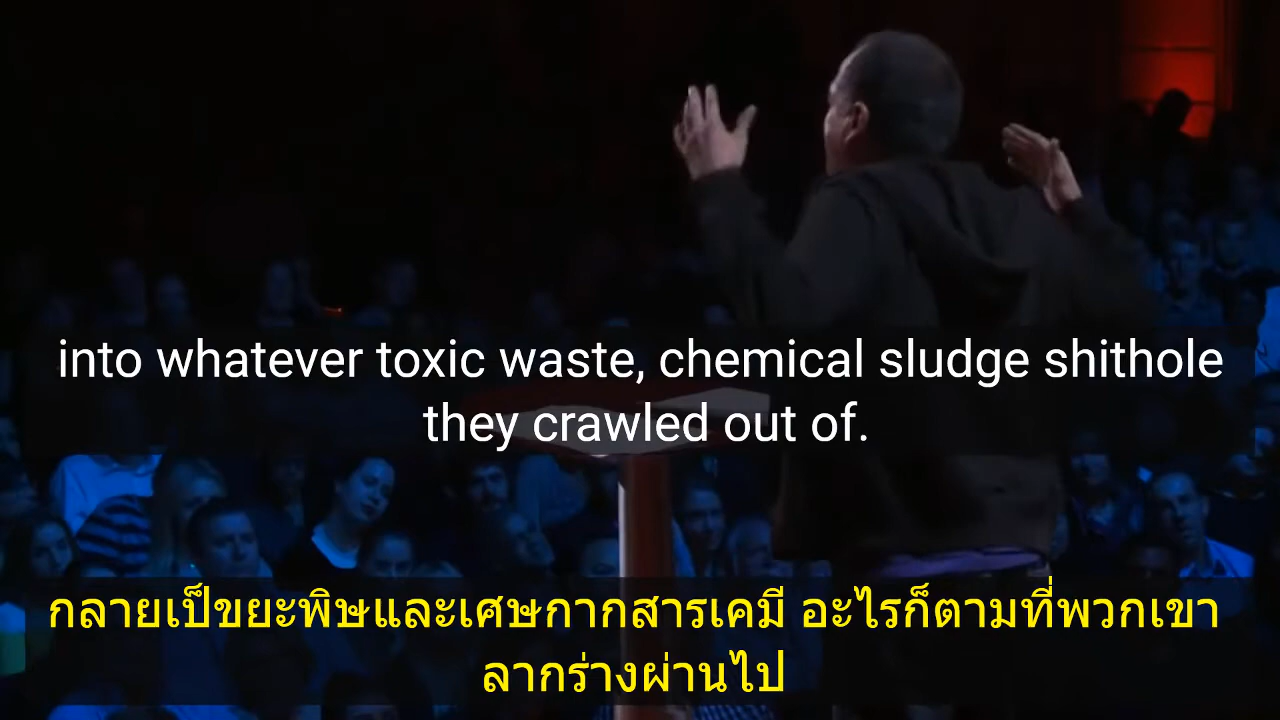 into whatever toxic waste, chemical sludge shithole
they crawled out of.
กลายเป็ขยะพิษและเศษกากสารเคมี อะไรก็ตามที่พวกเขา
ลากร่างผ่านไป